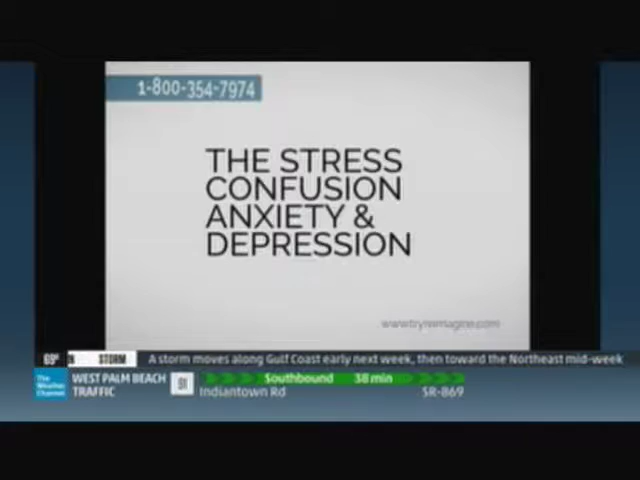 1-800-354-7974
THE STRESS
CONFUSION
ANXIETY &
DEPRESSION
69° STORM A storm moves along Gulf Coast early next week, then toward the Northeast mid-week
The
Weather
Channel
WEST PALM BEACH
TRAFFIC
Southbound 38 min
Indiantown Rd SR-869